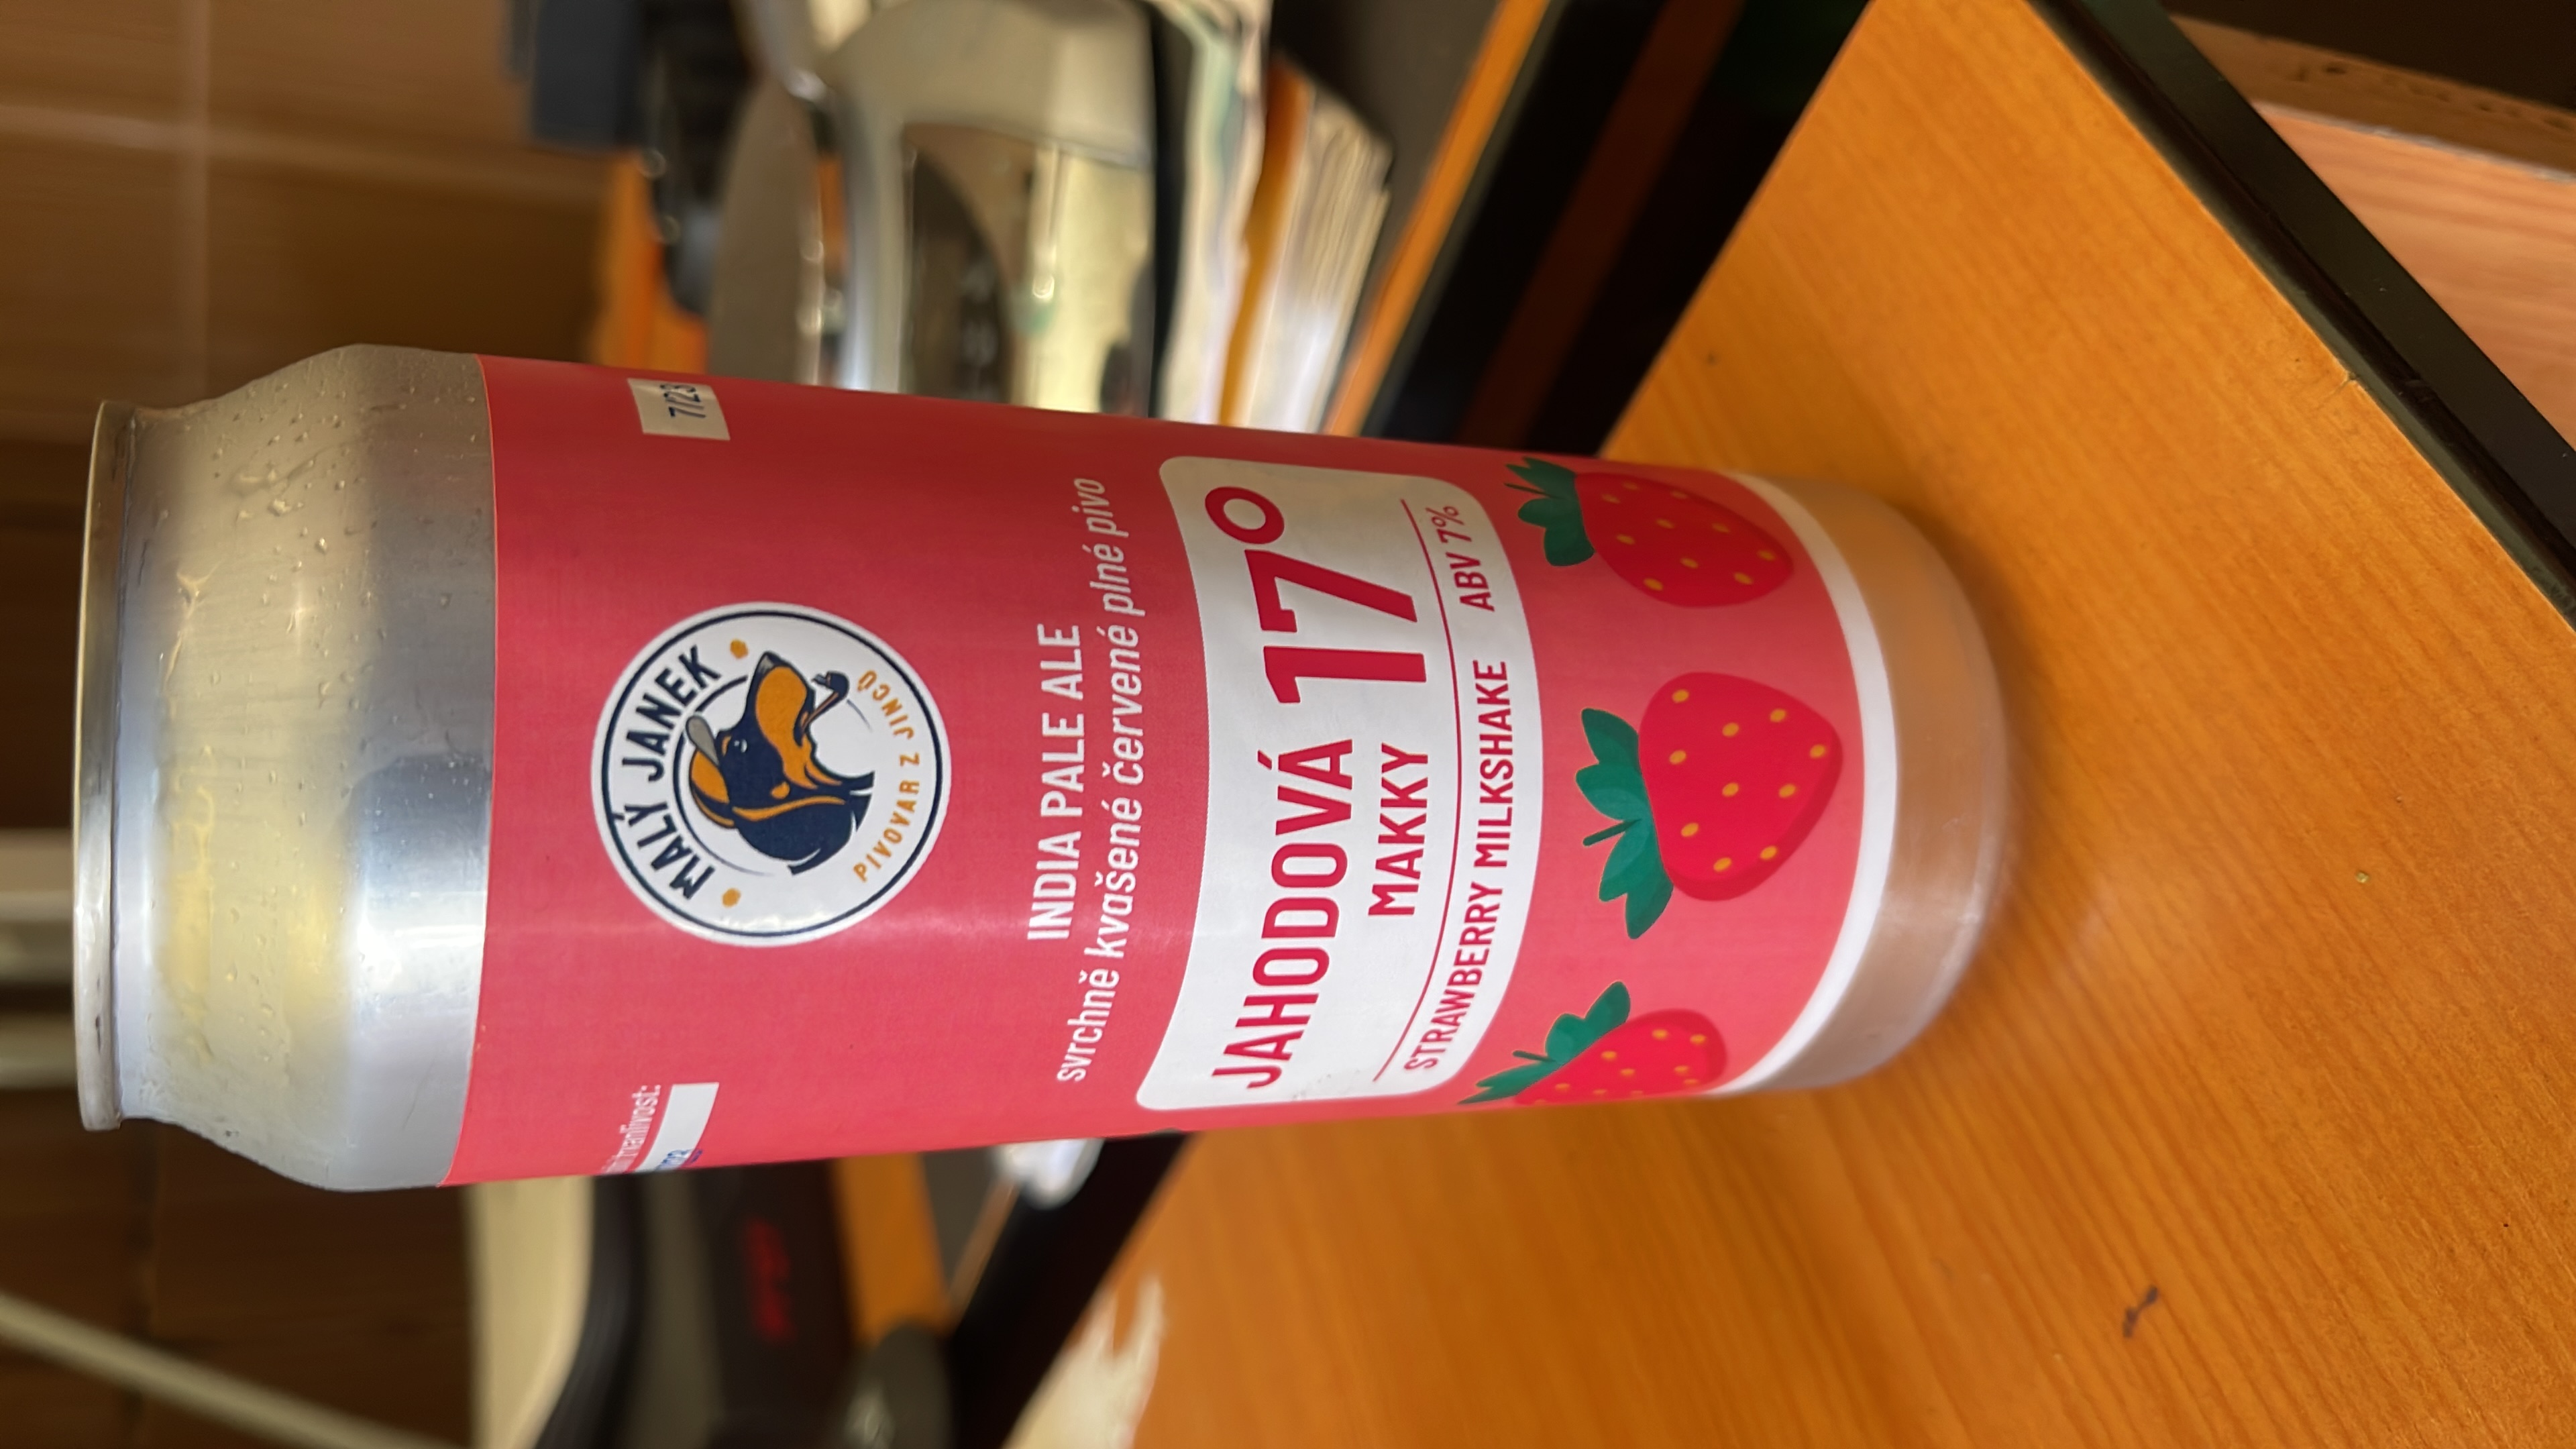 7/23
MALÝ JANEK
PIVOVAR Z JINCŮ
INDIA PALE ALE
svrchně kvašené červené plné pivo
JAHODOVÁ 17°
MAKKY
STRAWBERRY MILKSHAKE ABV 7%